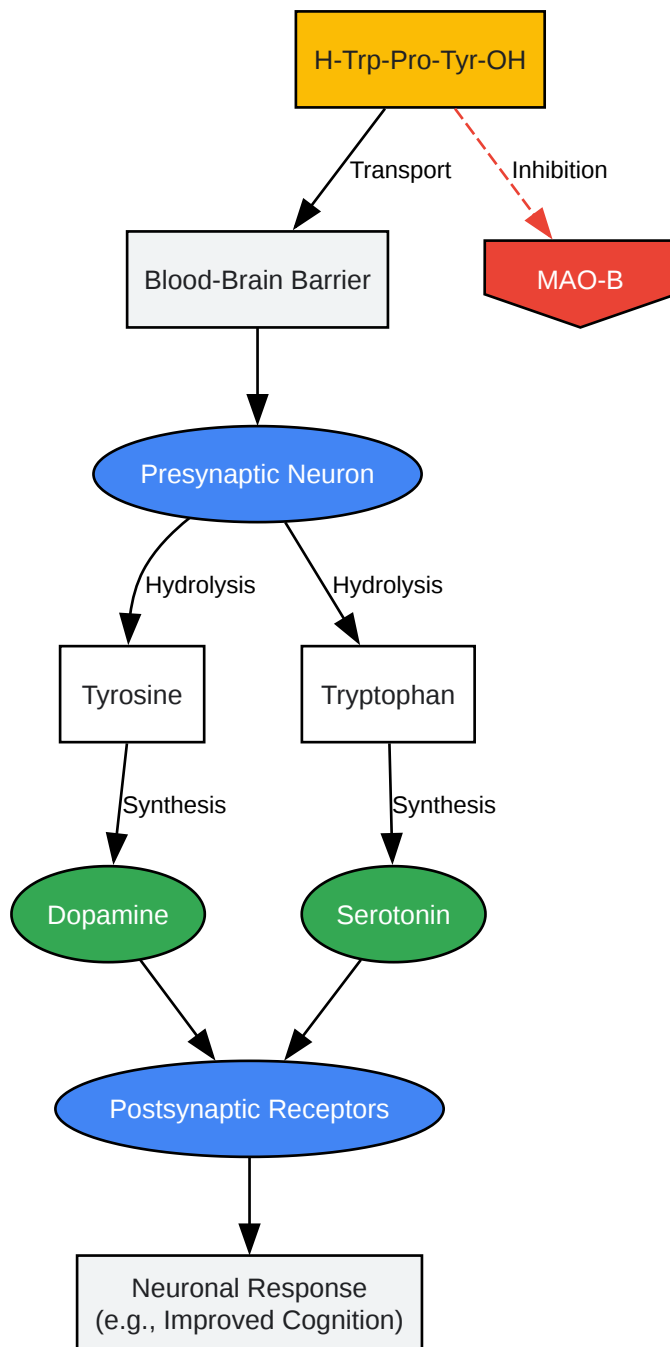 H-Trp-Pro-Tyr-OH
Transport
Inhibition
Blood-Brain Barrier
MAO-B
Presynaptic Neuron
Hydrolysis
Hydrolysis
Tyrosine
Tryptophan
Synthesis
Synthesis
Dopamine
Serotonin
Postsynaptic Receptors
Neuronal Response
(e.g., Improved Cognition)